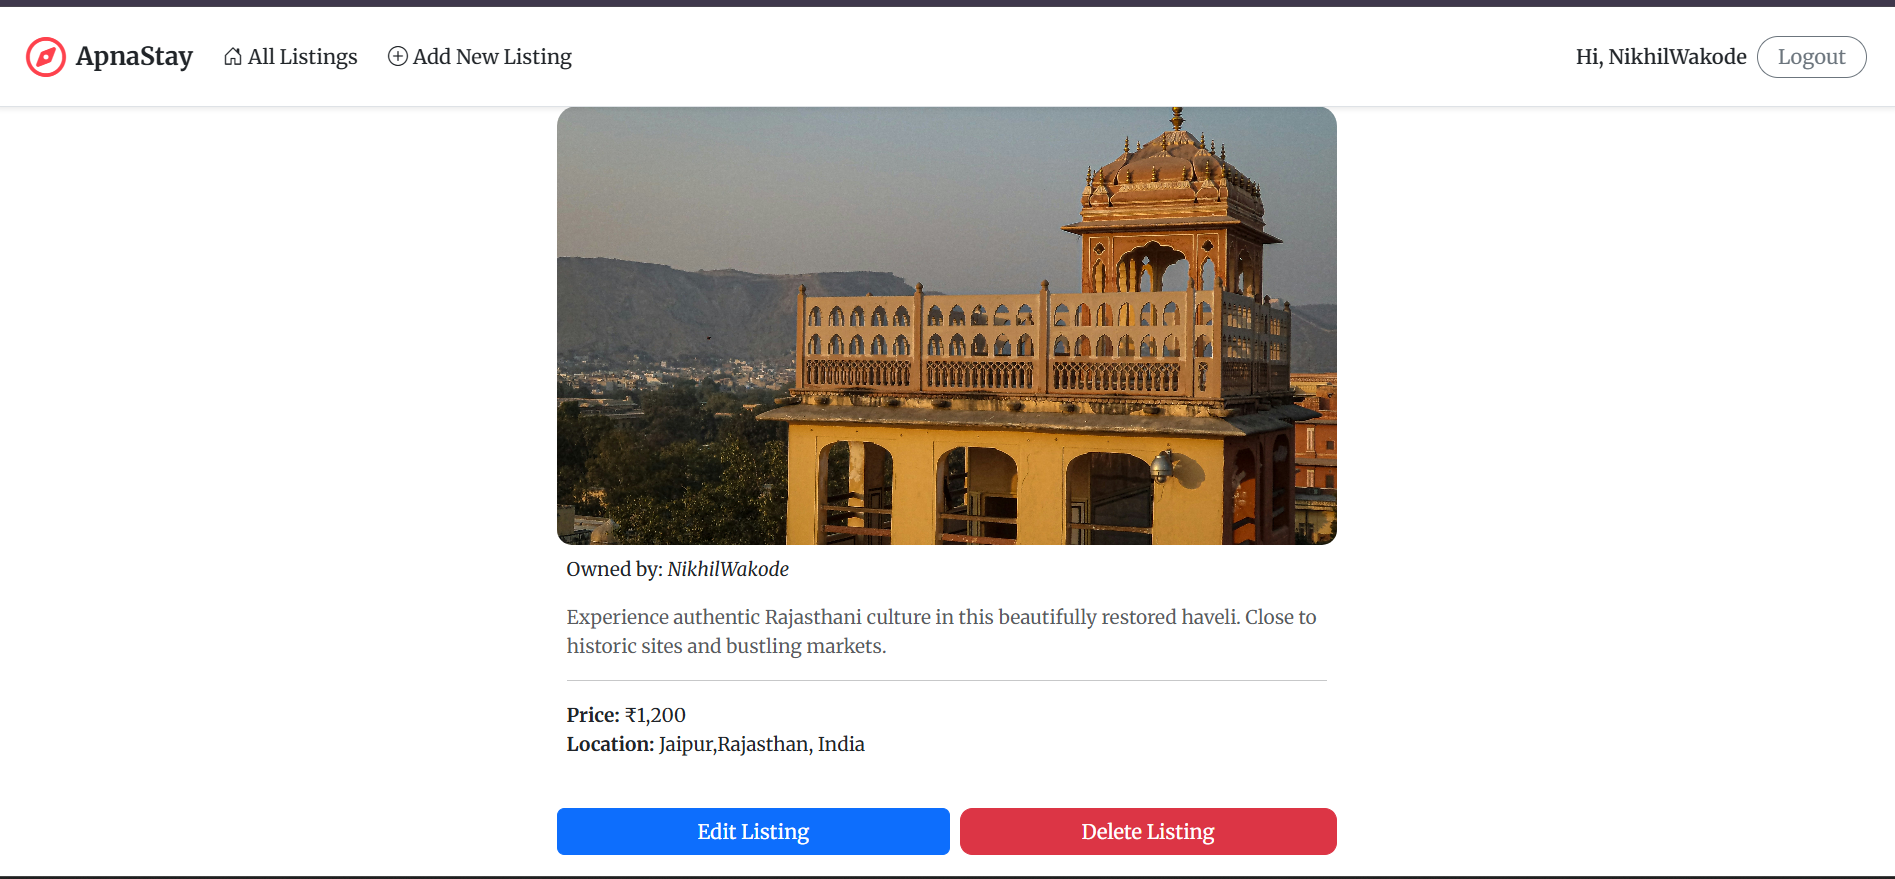 ApnaStay
All Listings
Add New Listing
Hi, NikhilWakode
Logout
Owned by: NikhilWakode
Experience authentic Rajasthani culture in this beautifully restored haveli. Close to
historic sites and bustling markets.
Price: ₹1,200
Location: Jaipur,Rajasthan, India
Edit Listing
Delete Listing